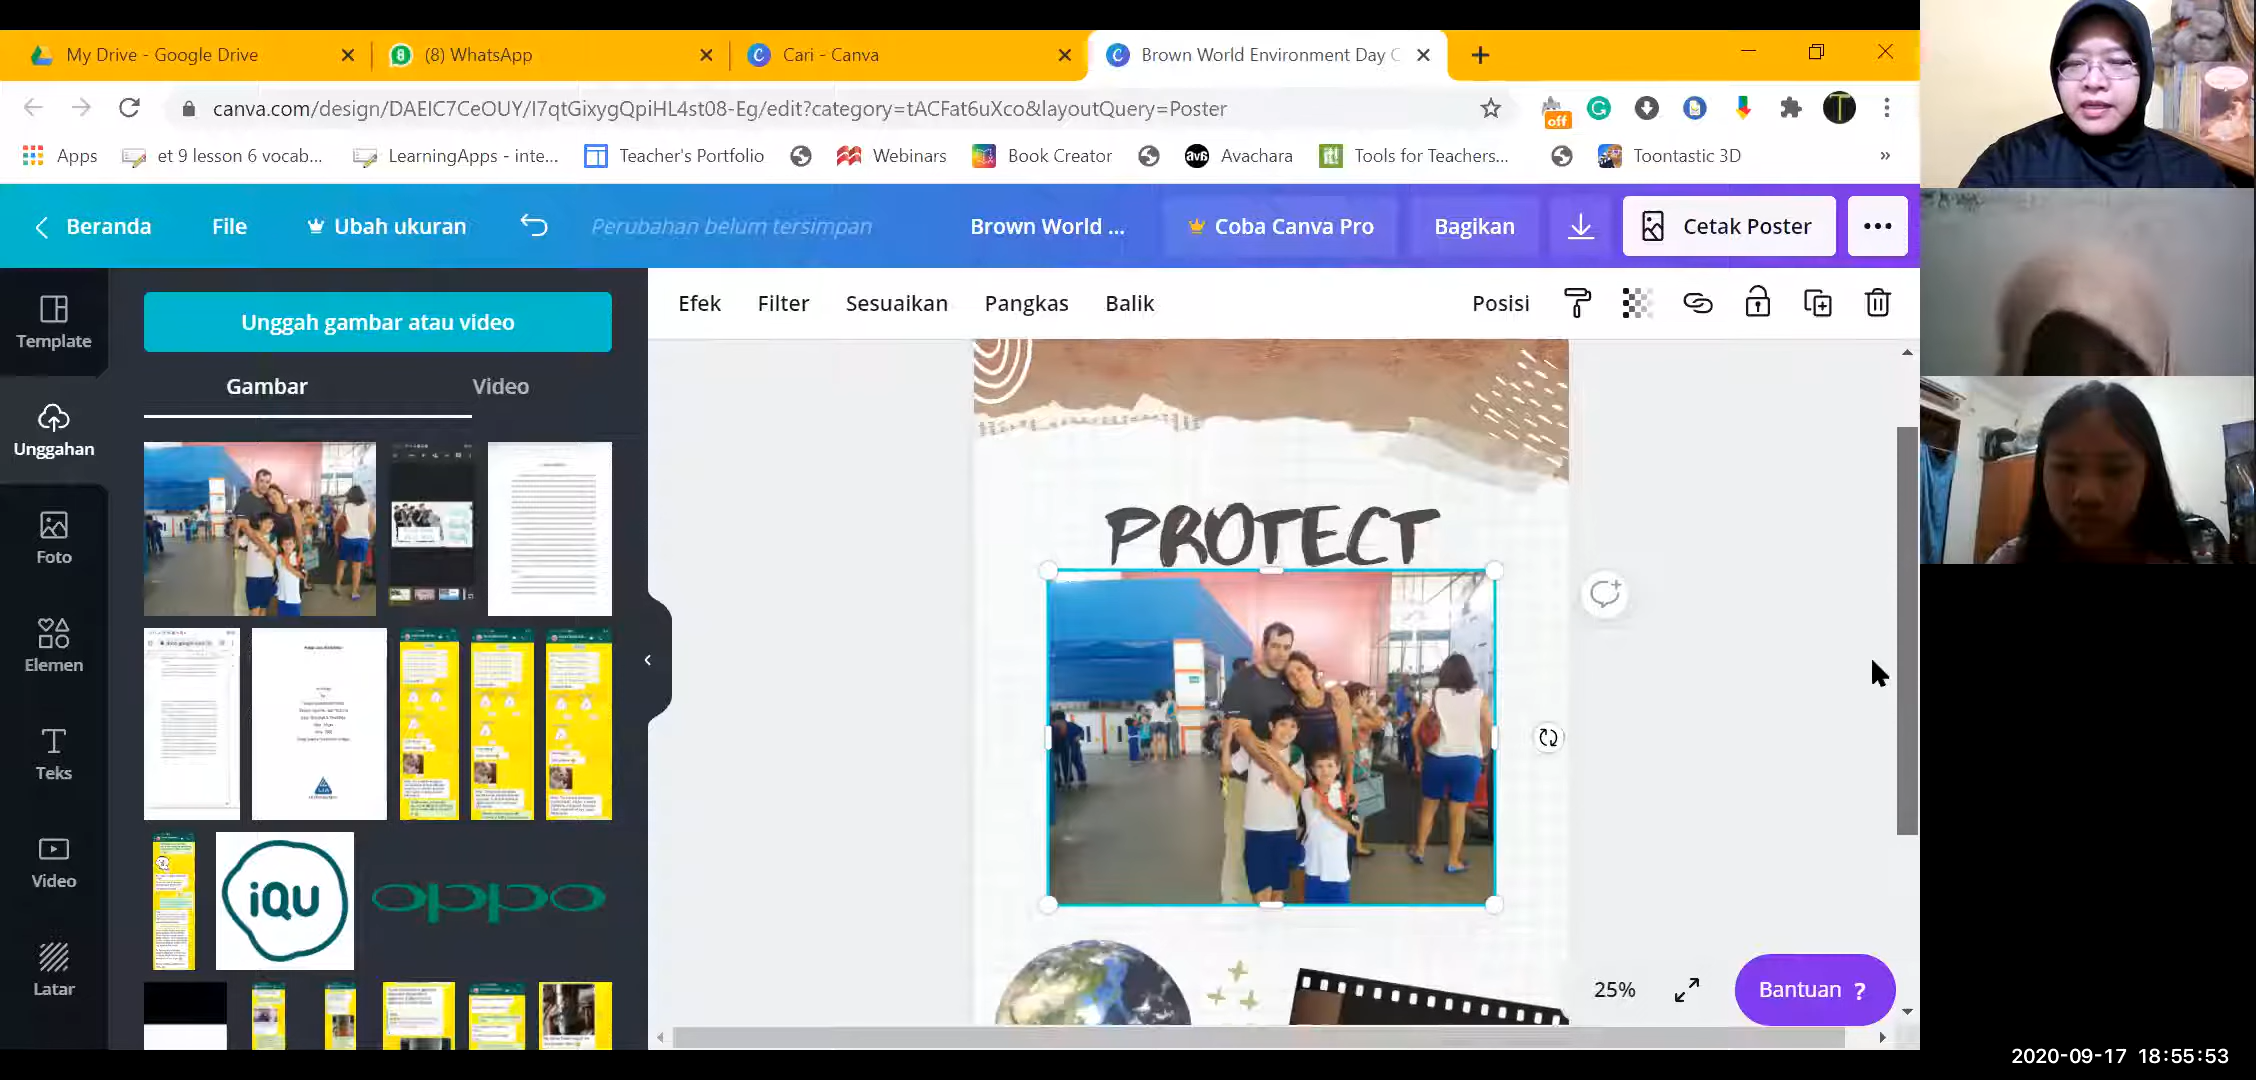 My Drive - Google Drive
(8) WhatsApp
Cari - Canva
Brown World Environment Day C
canva.com/design/DAEIC7CeOUY/I7qtGixygQpiHL4st08-Eg/edit?category=tACFat6uXco&layoutQuery=Poster
off
Apps
et 9 lesson 6 vocab...
LearningApps - inte...
Teacher's Portfolio
Webinars
Book Creator
Avachara
Tools for Teachers...
Toontastic 3D
Beranda
File
Ubah ukuran
Perubahan belum tersimpan
Brown World ...
Coba Canva Pro
Bagikan
Cetak Poster
Template
Unggahan
Foto
Elemen
Teks
Video
Latar
Unggah gambar atau video
Gambar
Video
iQU
oppo
Efek
Filter
Sesuaikan
Pangkas
Balik
Posisi
PROTECT
25%
Bantuan ?
2020-09-17 18:55:53